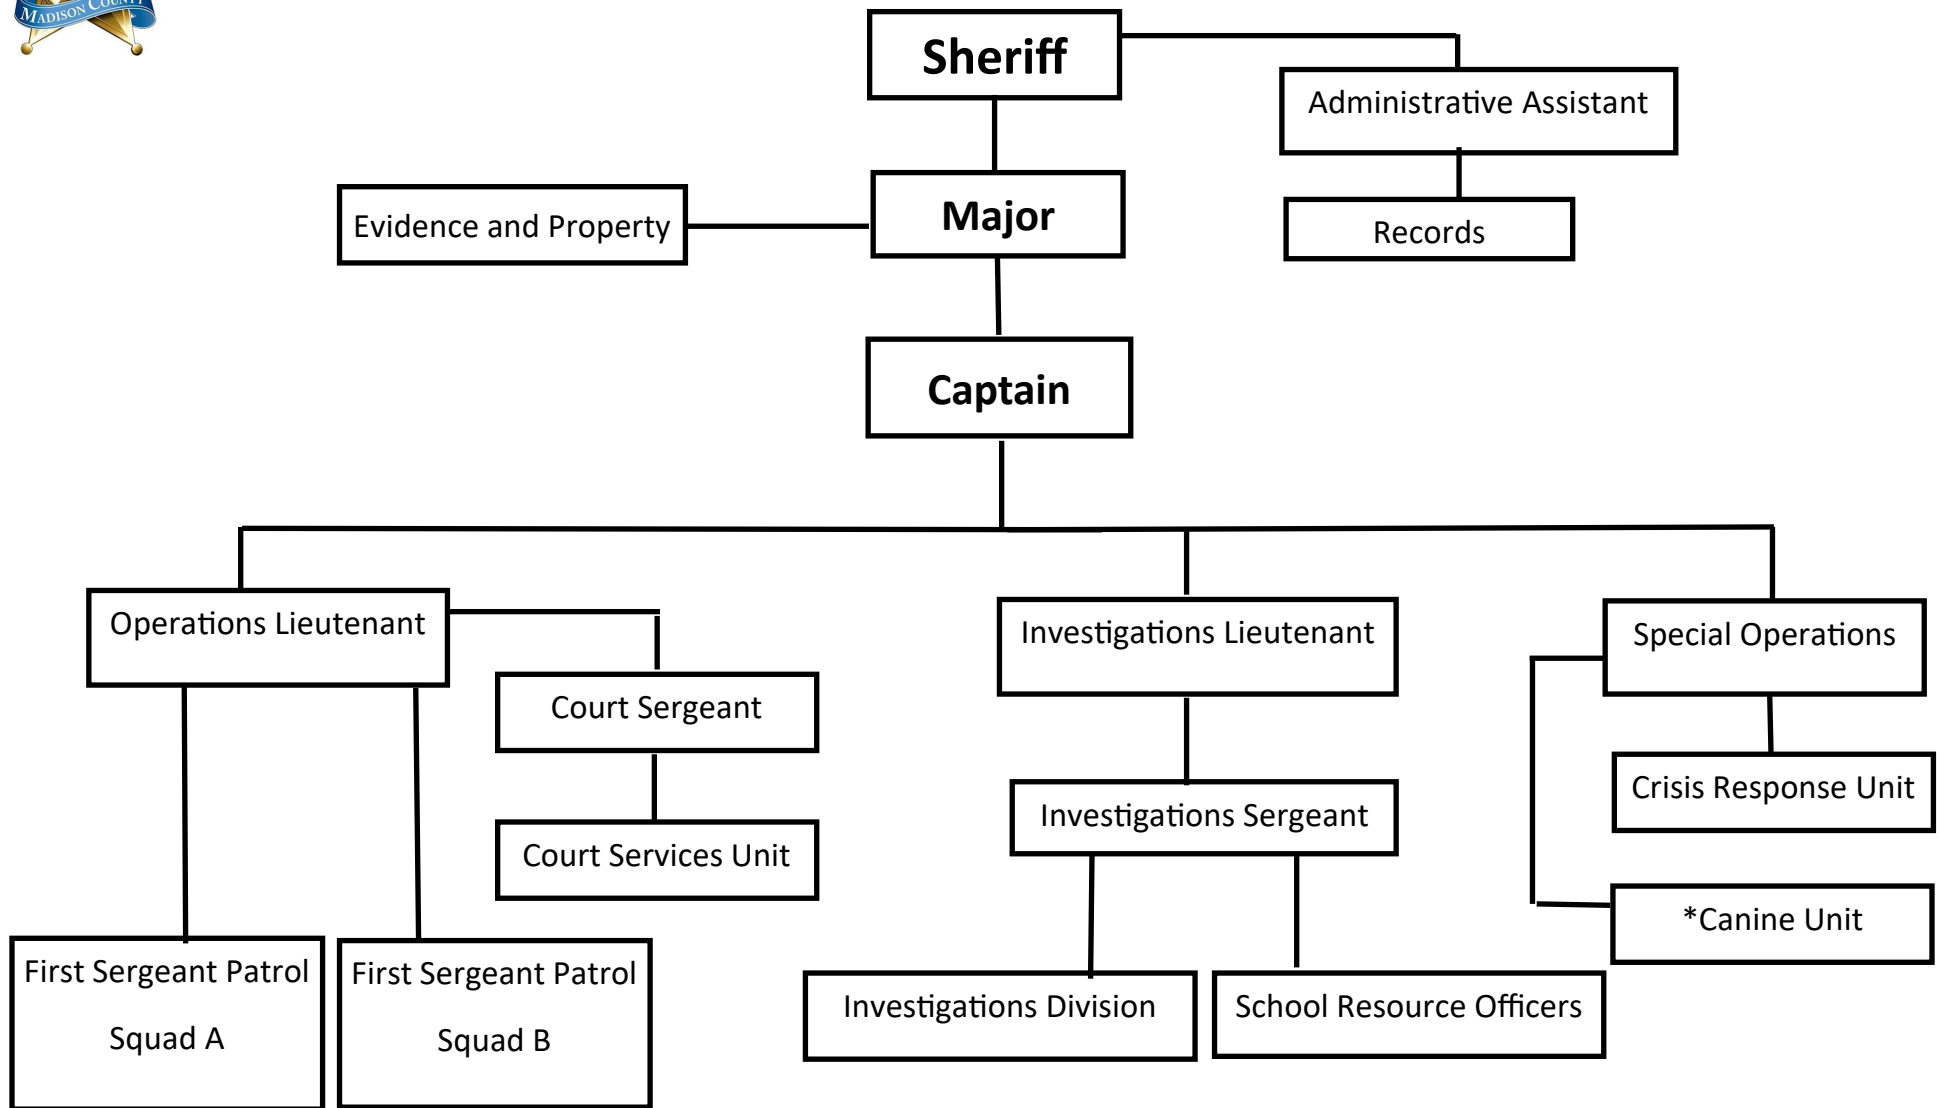 MADISON COUNTY
Sheriff
Administrative Assistant
Major
Evidence and Property
Records
Captain
Operations Lieutenant
Investigations Lieutenant
Special Operations
Court Sergeant
Crisis Response Unit
Investigations Sergeant
Court Services Unit
*Canine Unit
First Sergeant Patrol
Squad A
First Sergeant Patrol
Squad B
Investigations Division
School Resource Officers